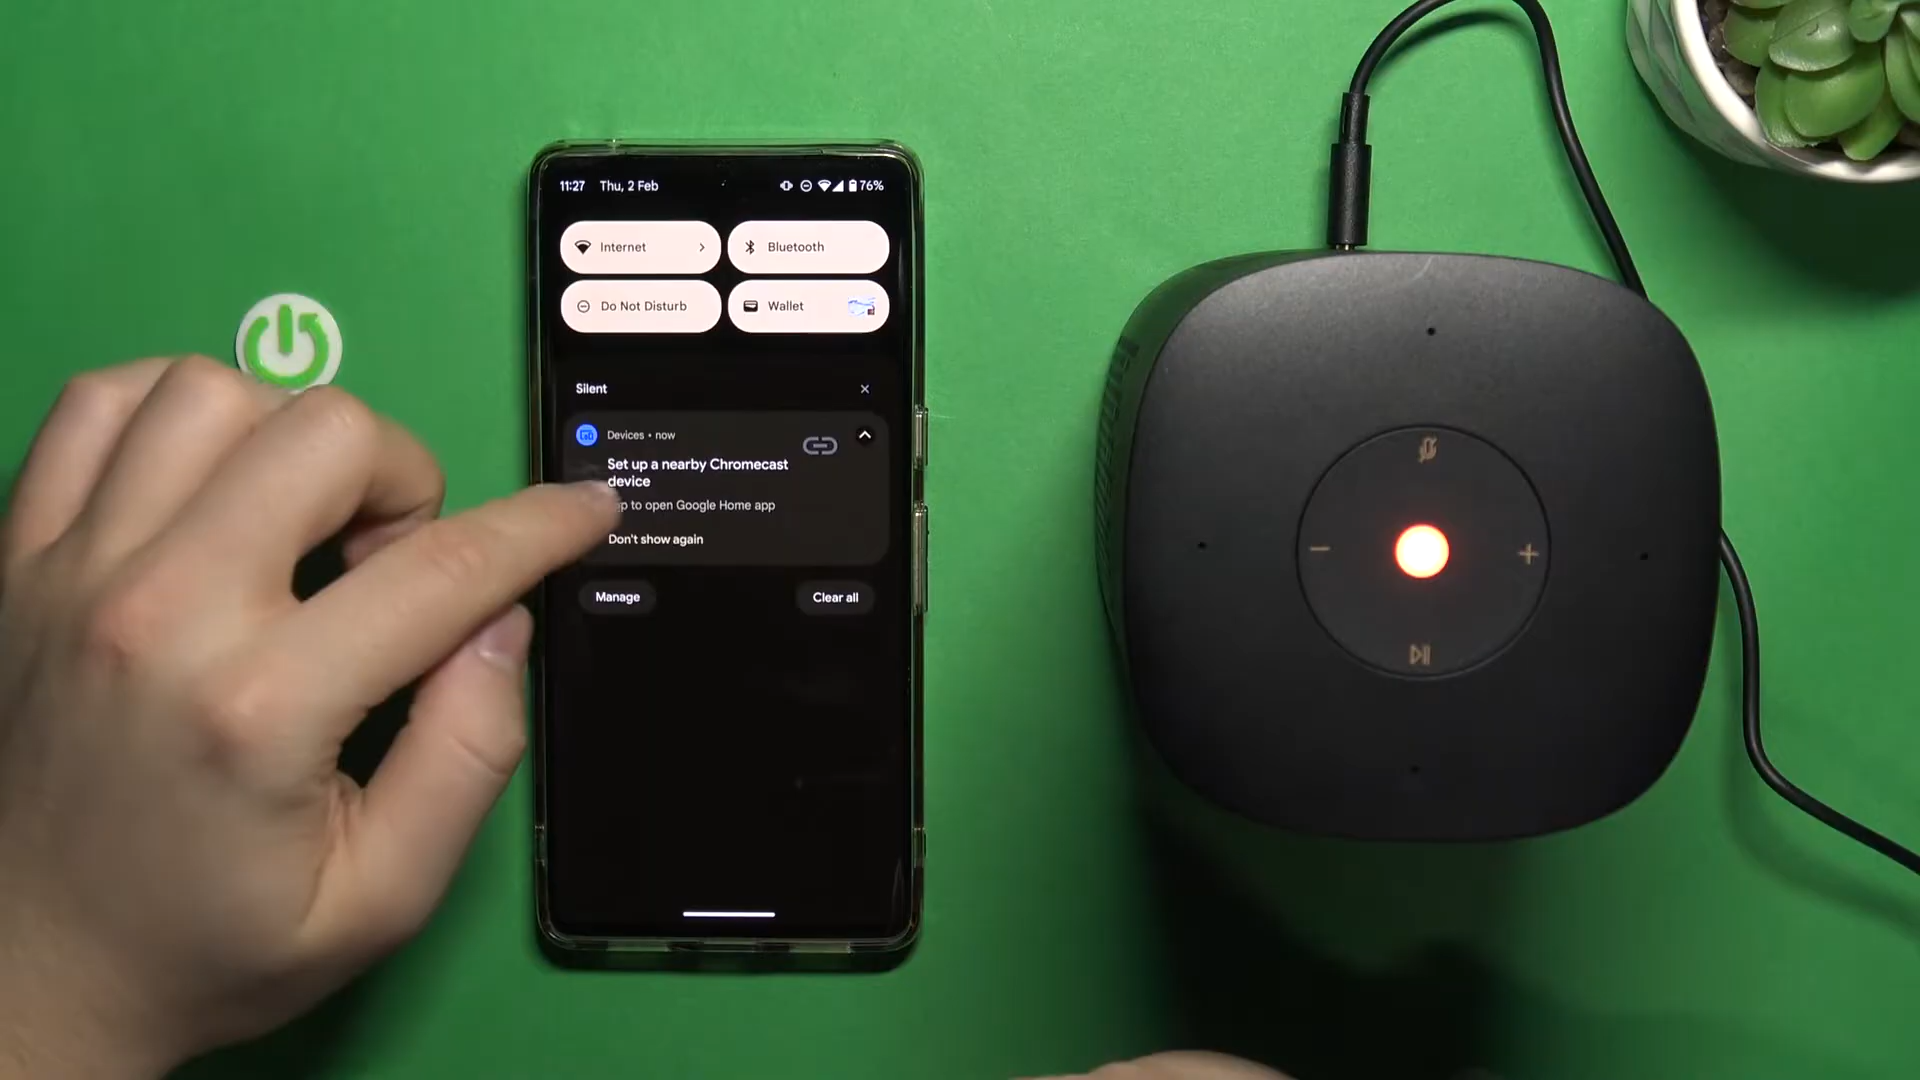 11:27 Thu, 2 Feb 76%
Internet Bluetooth
Do Not Disturb Wallet
Silent
Devices • now
Set up a nearby Chromecast
device
to open Google Home app
Don't show again
Manage Clear all